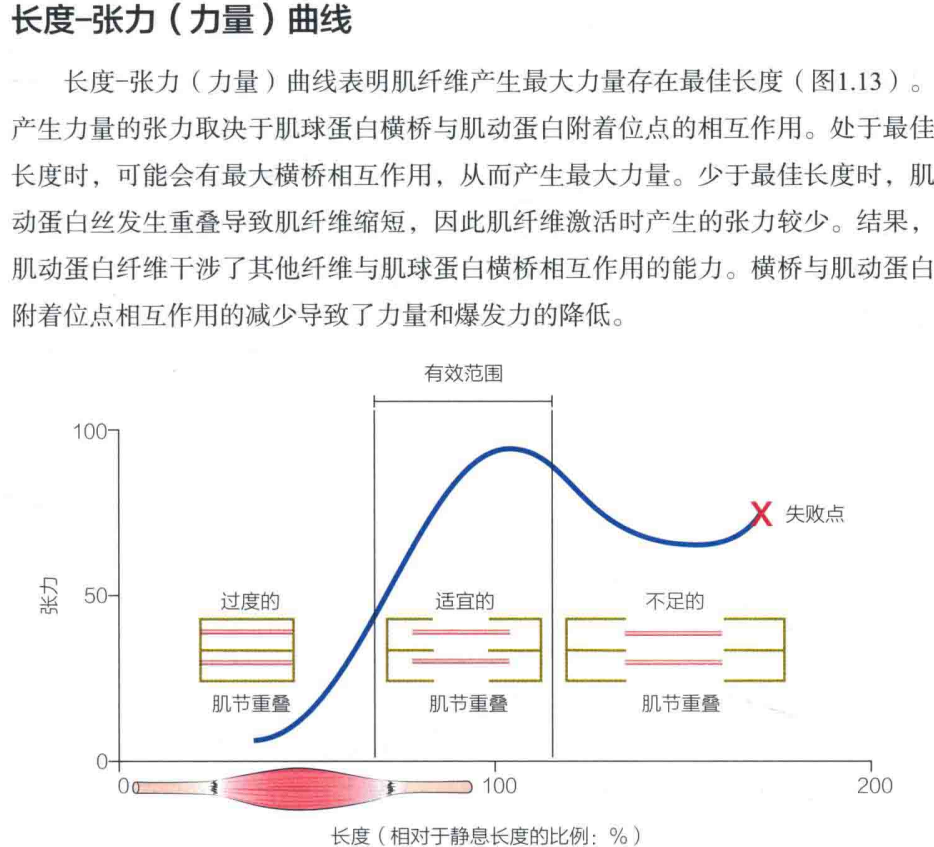 长度–张力（力量）曲线
长度–张力（力量）曲线表明肌纤维产生最大力量存在最佳长度（图1.13）。
产生力量的张力取决于肌球蛋白横桥与肌动蛋白附着位点的相互作用。处于最佳
长度时，可能会有最大横桥相互作用，从而产生最大力量。少于最佳长度时，肌
动蛋白丝发生重叠导致肌纤维缩短，因此肌纤维激活时产生的张力较少。结果，
肌动蛋白纤维干涉了其他纤维与肌球蛋白横桥相互作用的能力。横桥与肌动蛋白
附着位点相互作用的减少导致了力量和爆发力的降低。
有效范围
100
X 失败点
张力
50
过度的 适宜的 不足的
肌节重叠 肌节重叠 肌节重叠
0
0 100 200
长度（相对于静息长度的比例：%）